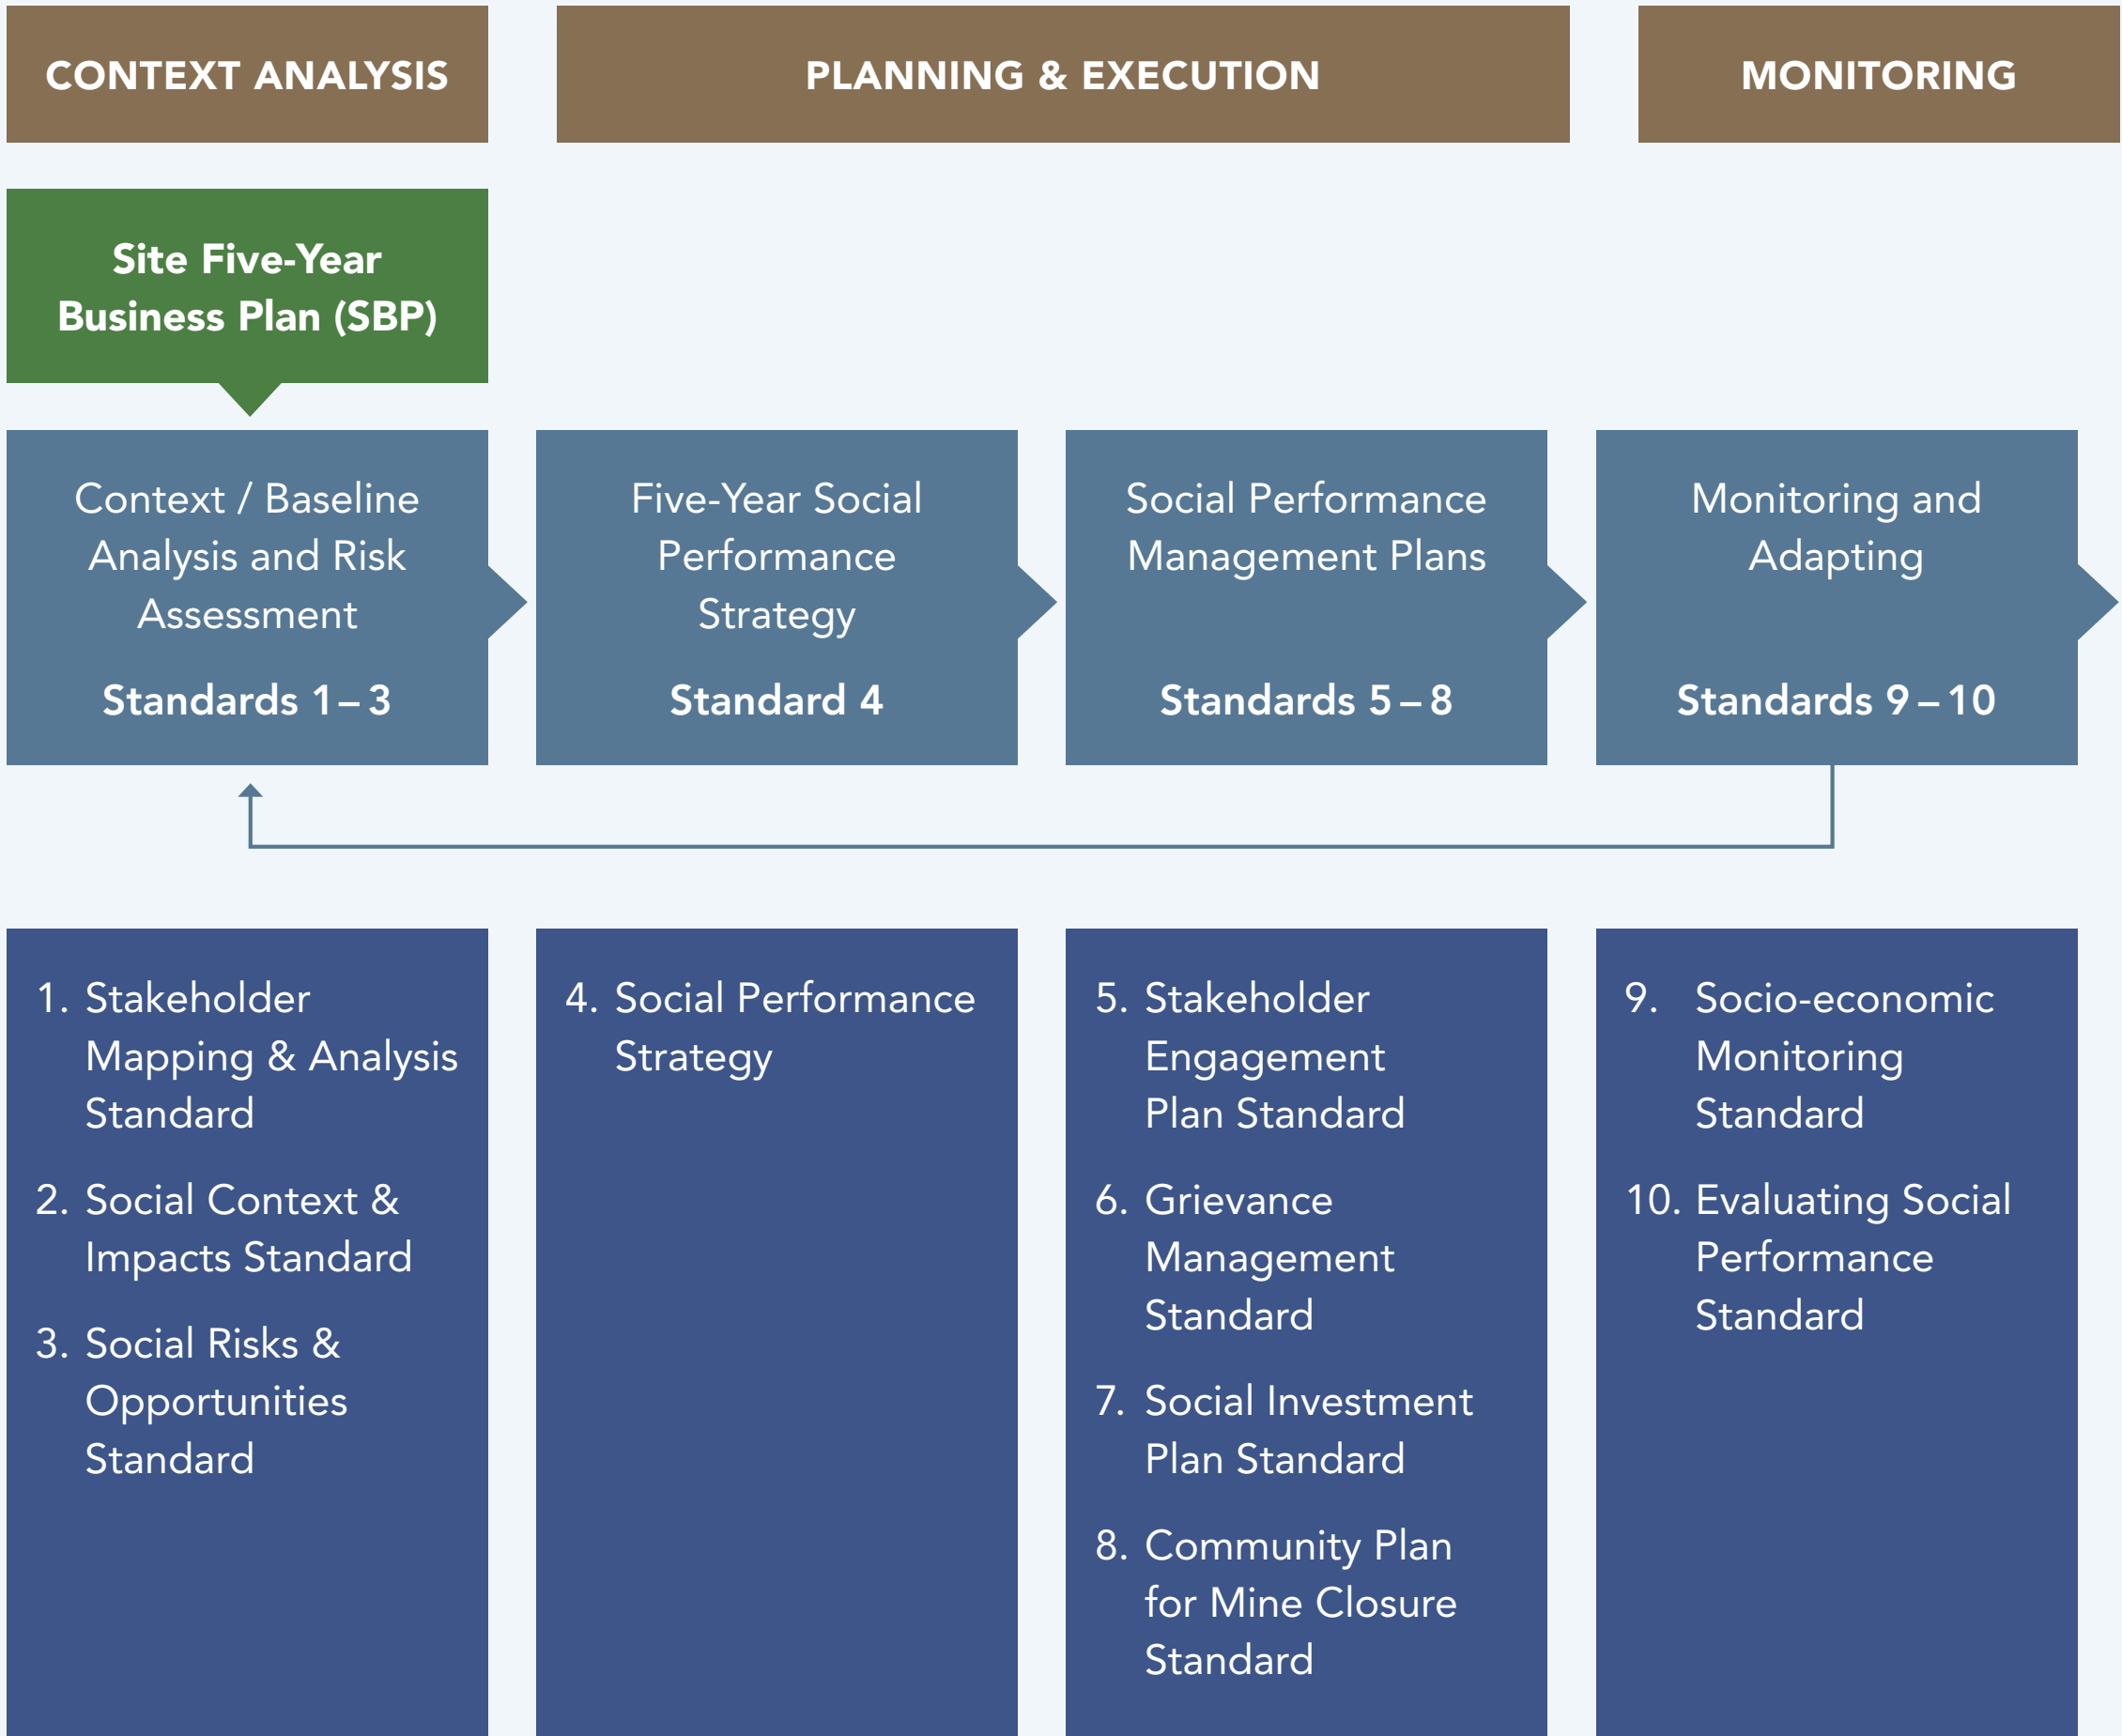 CONTEXT ANALYSIS
PLANNING & EXECUTION
MONITORING
Site Five-Year
Business Plan (SBP)
Context / Baseline
Analysis and Risk
Assessment
Standards 1 – 3
Five-Year Social
Performance
Strategy
Standard 4
Social Performance
Management Plans
Standards 5 – 8
Monitoring and
Adapting
Standards 9 – 10
1. Stakeholder
Mapping & Analysis
Standard
2. Social Context &
Impacts Standard
3. Social Risks &
Opportunities
Standard
4. Social Performance
Strategy
5. Stakeholder
Engagement
Plan Standard
6. Grievance
Management
Standard
7. Social Investment
Plan Standard
8. Community Plan
for Mine Closure
Standard
9. Socio-economic
Monitoring
Standard
10. Evaluating Social
Performance
Standard